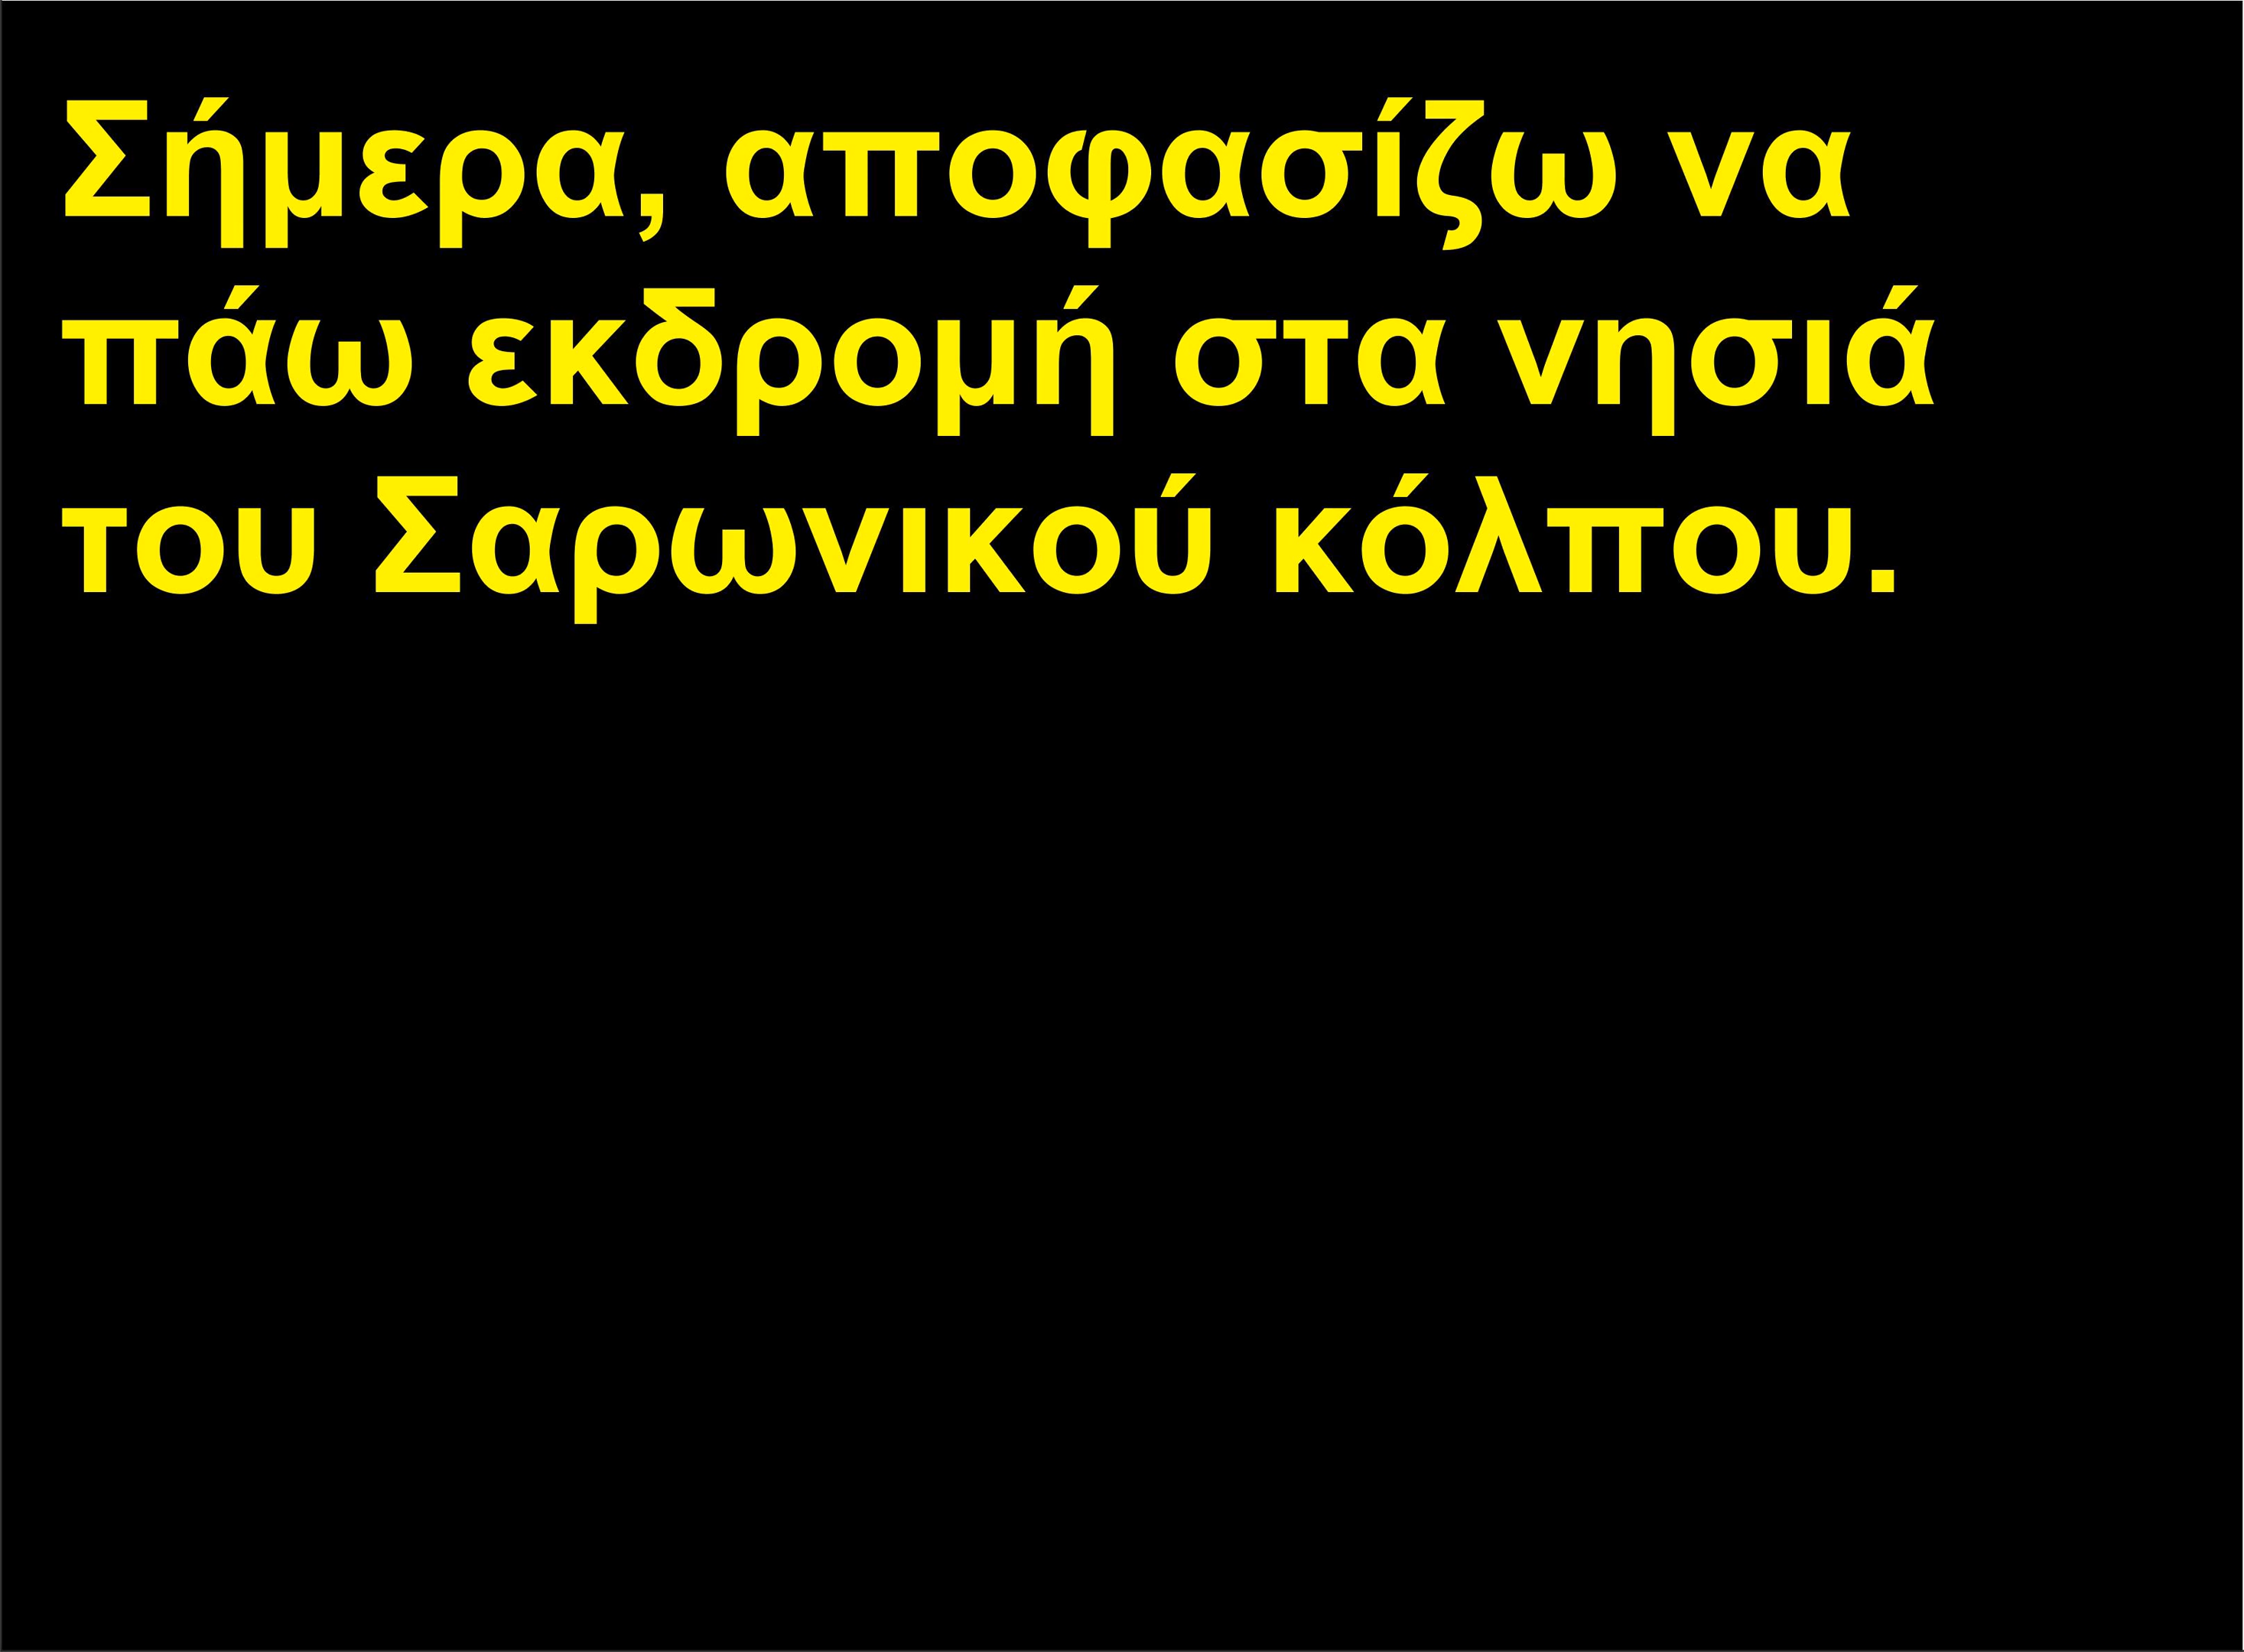 Σήμερα, αποφασίζω να
πάω εκδρομή στα νησιά
του Σαρωνικού κόλπου.